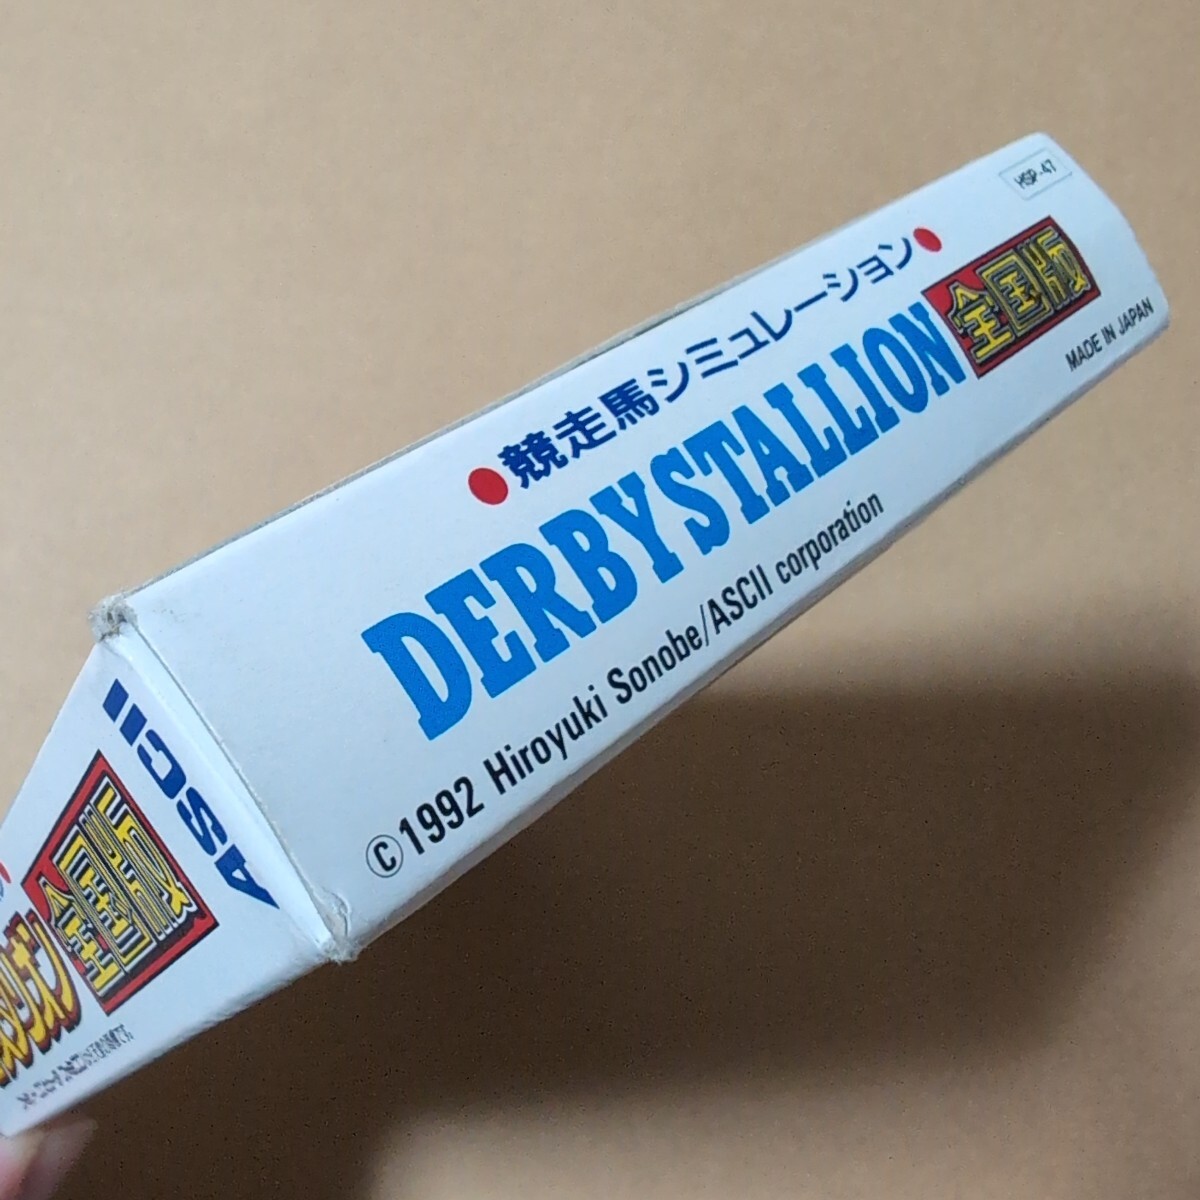 HSP-47
●競走馬シミュレーション●
DERBYSTALLION 全国版
MADE IN JAPAN
©1992 Hiroyuki Sonobe/ASCII corporation
ASCII
全国版